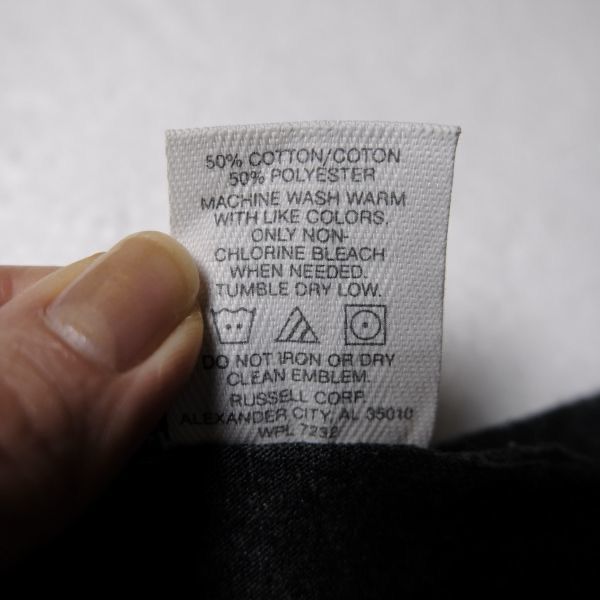 50% COTTON/COTON
50% POLYESTER
MACHINE WASH WARM
WITH LIKE COLORS.
ONLY NON-
CHLORINE BLEACH
WHEN NEEDED.
TUMBLE DRY LOW.
DO NOT IRON OR DRY
CLEAN EMBLEM.
RUSSELL CORP.
ALEXANDER CITY, AL 35010
WPL 7232